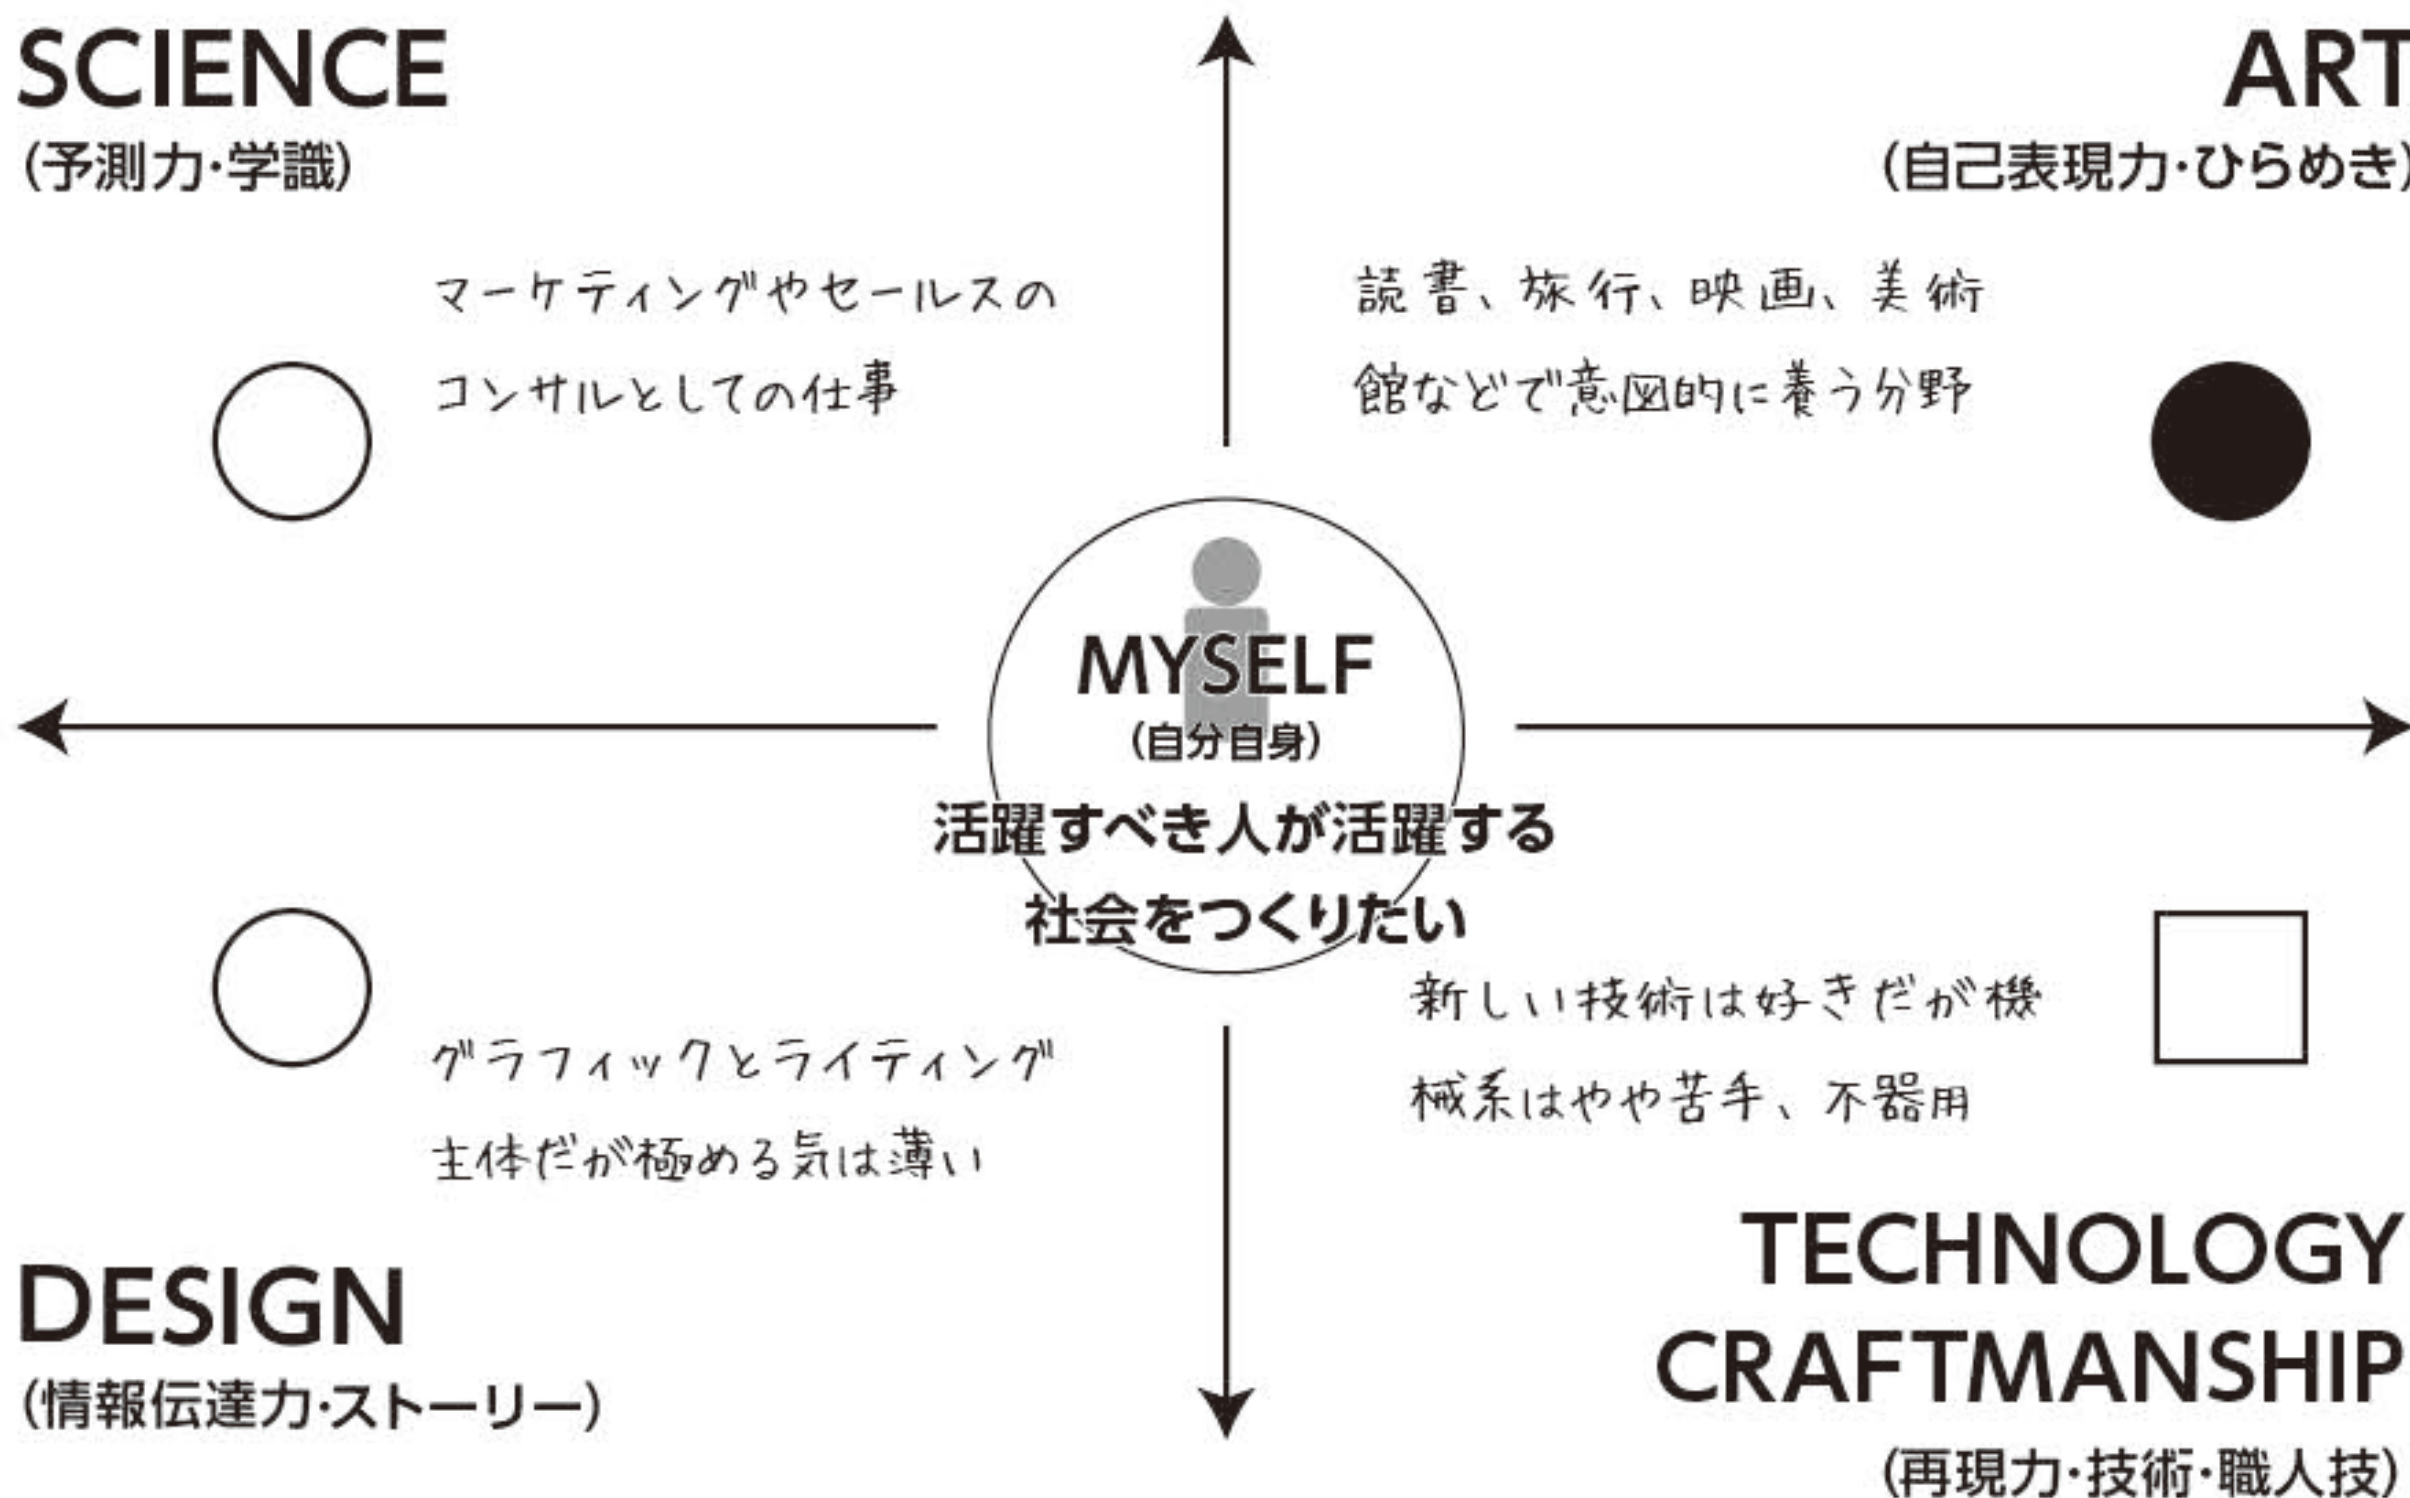 SCIENCE
(予測力・学識)
マーケティングやセールスの
コンサルとしての仕事
ART
(自己表現力・ひらめき)
読書、旅行、映画、美術
館などで意図的に養う分野
MYSELF
(自分自身)
活躍すべき人が活躍する
社会をつくりたい
グラフィックとライティング
主体だが極める気は薄い
DESIGN
(情報伝達力・ストーリー)
新しい技術は好きだが機
械系はやや苦手、不器用
TECHNOLOGY
CRAFTMANSHIP
(再現力・技術・職人技)